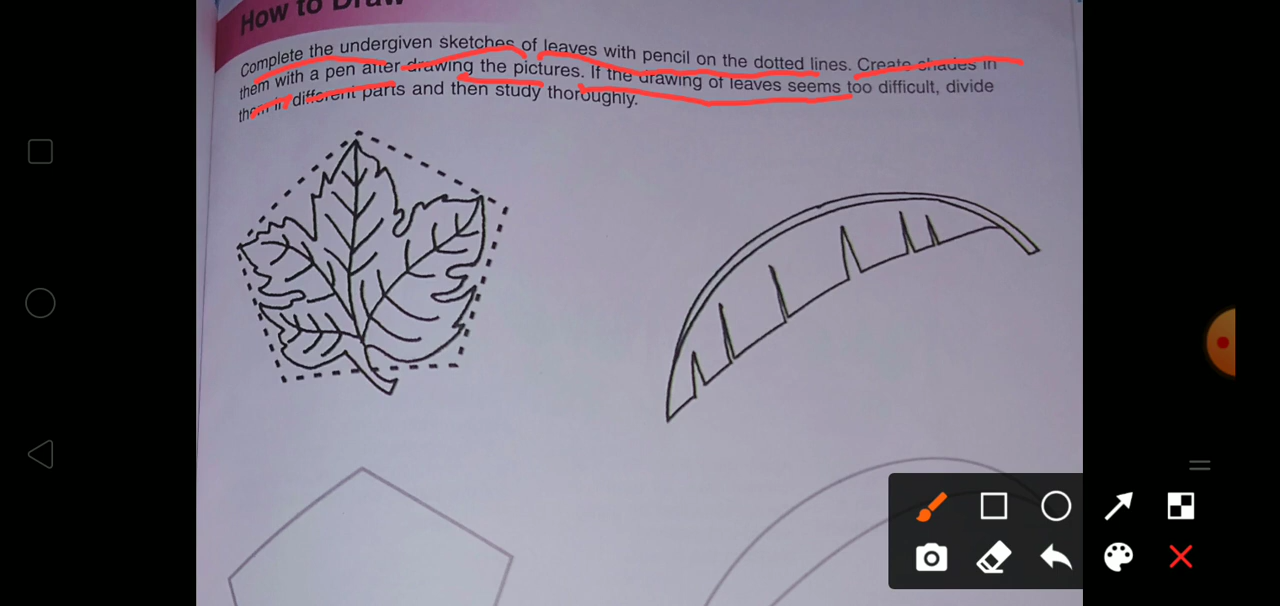 How to Draw
Complete the undergiven sketches of leaves with pencil on the dotted lines. Create shades in
them with a pen after drawing the pictures. If the drawing of leaves seems too difficult, divide
them in different parts and then study thoroughly.